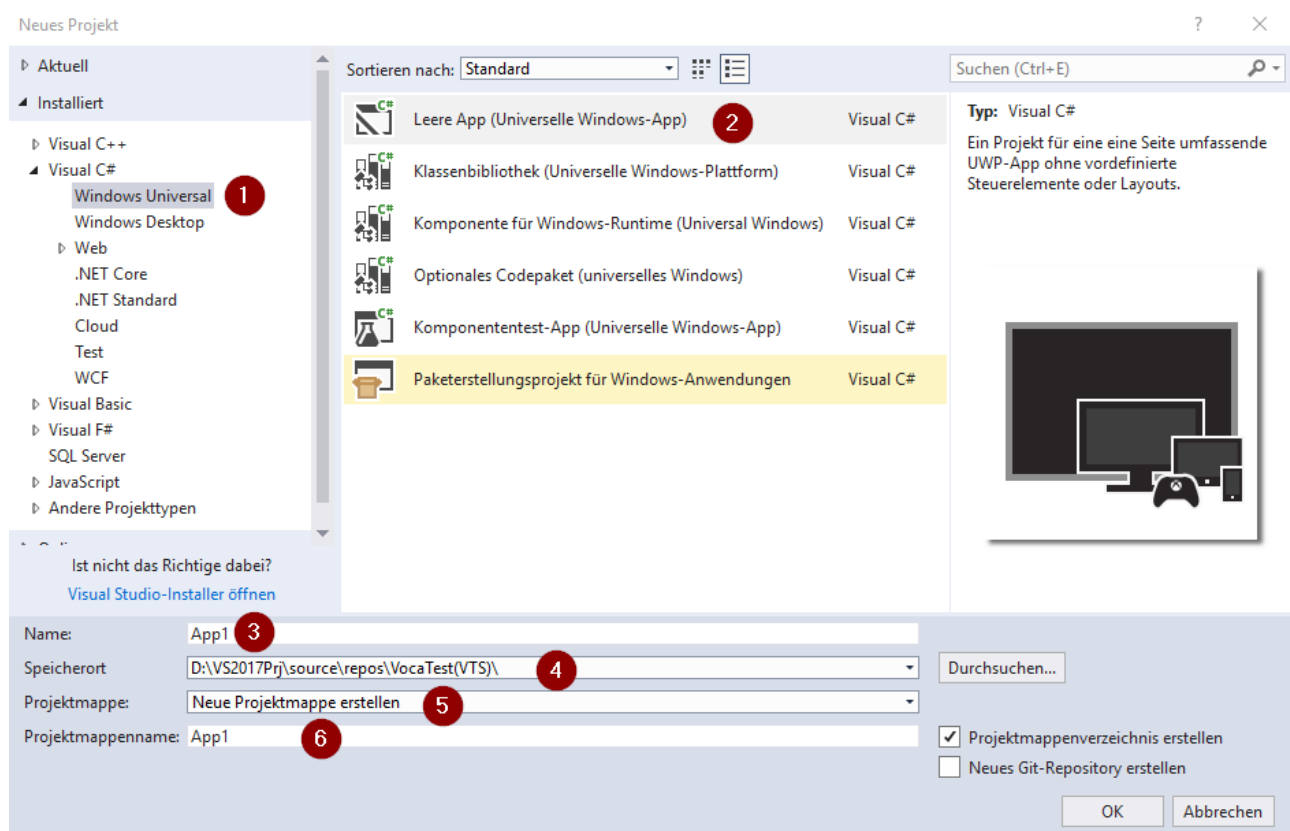 Neues Projekt
?
Aktuell
Installiert
Visual C++
Visual C#
Windows Universal 1
Windows Desktop
Web
.NET Core
.NET Standard
Cloud
Test
WCF
Visual Basic
Visual F#
SQL Server
JavaScript
Andere Projekttypen
Ist nicht das Richtige dabei?
Visual Studio-Installer öffnen
Sortieren nach: Standard
C# Leere App (Universelle Windows-App) 2 Visual C#
C# Klassenbibliothek (Universelle Windows-Plattform) Visual C#
C# Komponente für Windows-Runtime (Universal Windows) Visual C#
C# Optionales Codepaket (universelles Windows) Visual C#
C# Komponententest-App (Universelle Windows-App) Visual C#
Paketerstellungsprojekt für Windows-Anwendungen Visual C#
Suchen (Ctrl+E)
Typ: Visual C#
Ein Projekt für eine eine Seite umfassende
UWP-App ohne vordefinierte
Steuerelemente oder Layouts.
Name: App1 3
Speicherort D:\VS2017Prj\source\repos\VocaTest(VTS)\ 4 Durchsuchen...
Projektmappe: Neue Projektmappe erstellen 5
Projektmappenname: App1 6
Projektmappenverzeichnis erstellen
Neues Git-Repository erstellen
OK Abbrechen